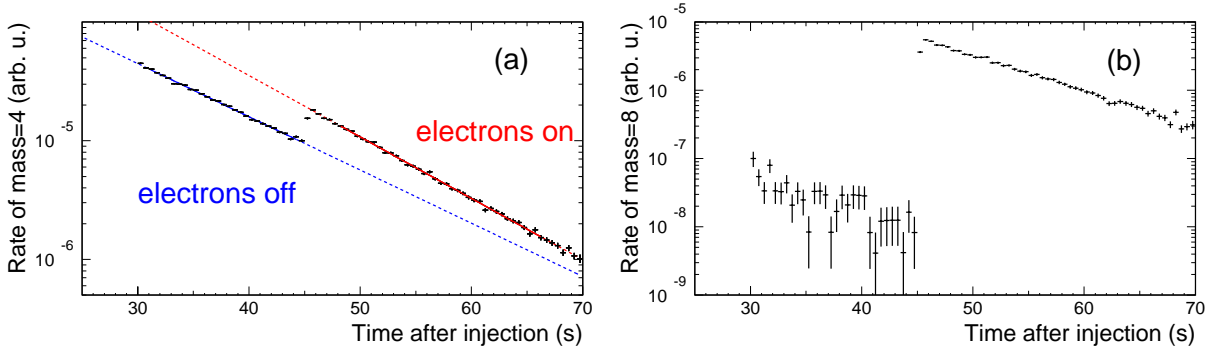 Rate of mass=4 (arb. u.)
10 -5
10 -6
(a)
electrons on
electrons off
30 40 50 60 70
Time after injection (s)
Rate of mass=8 (arb. u.)
10 -5
10 -6
10 -7
10 -8
10 -9
(b)
30 40 50 60 70
Time after injection (s)